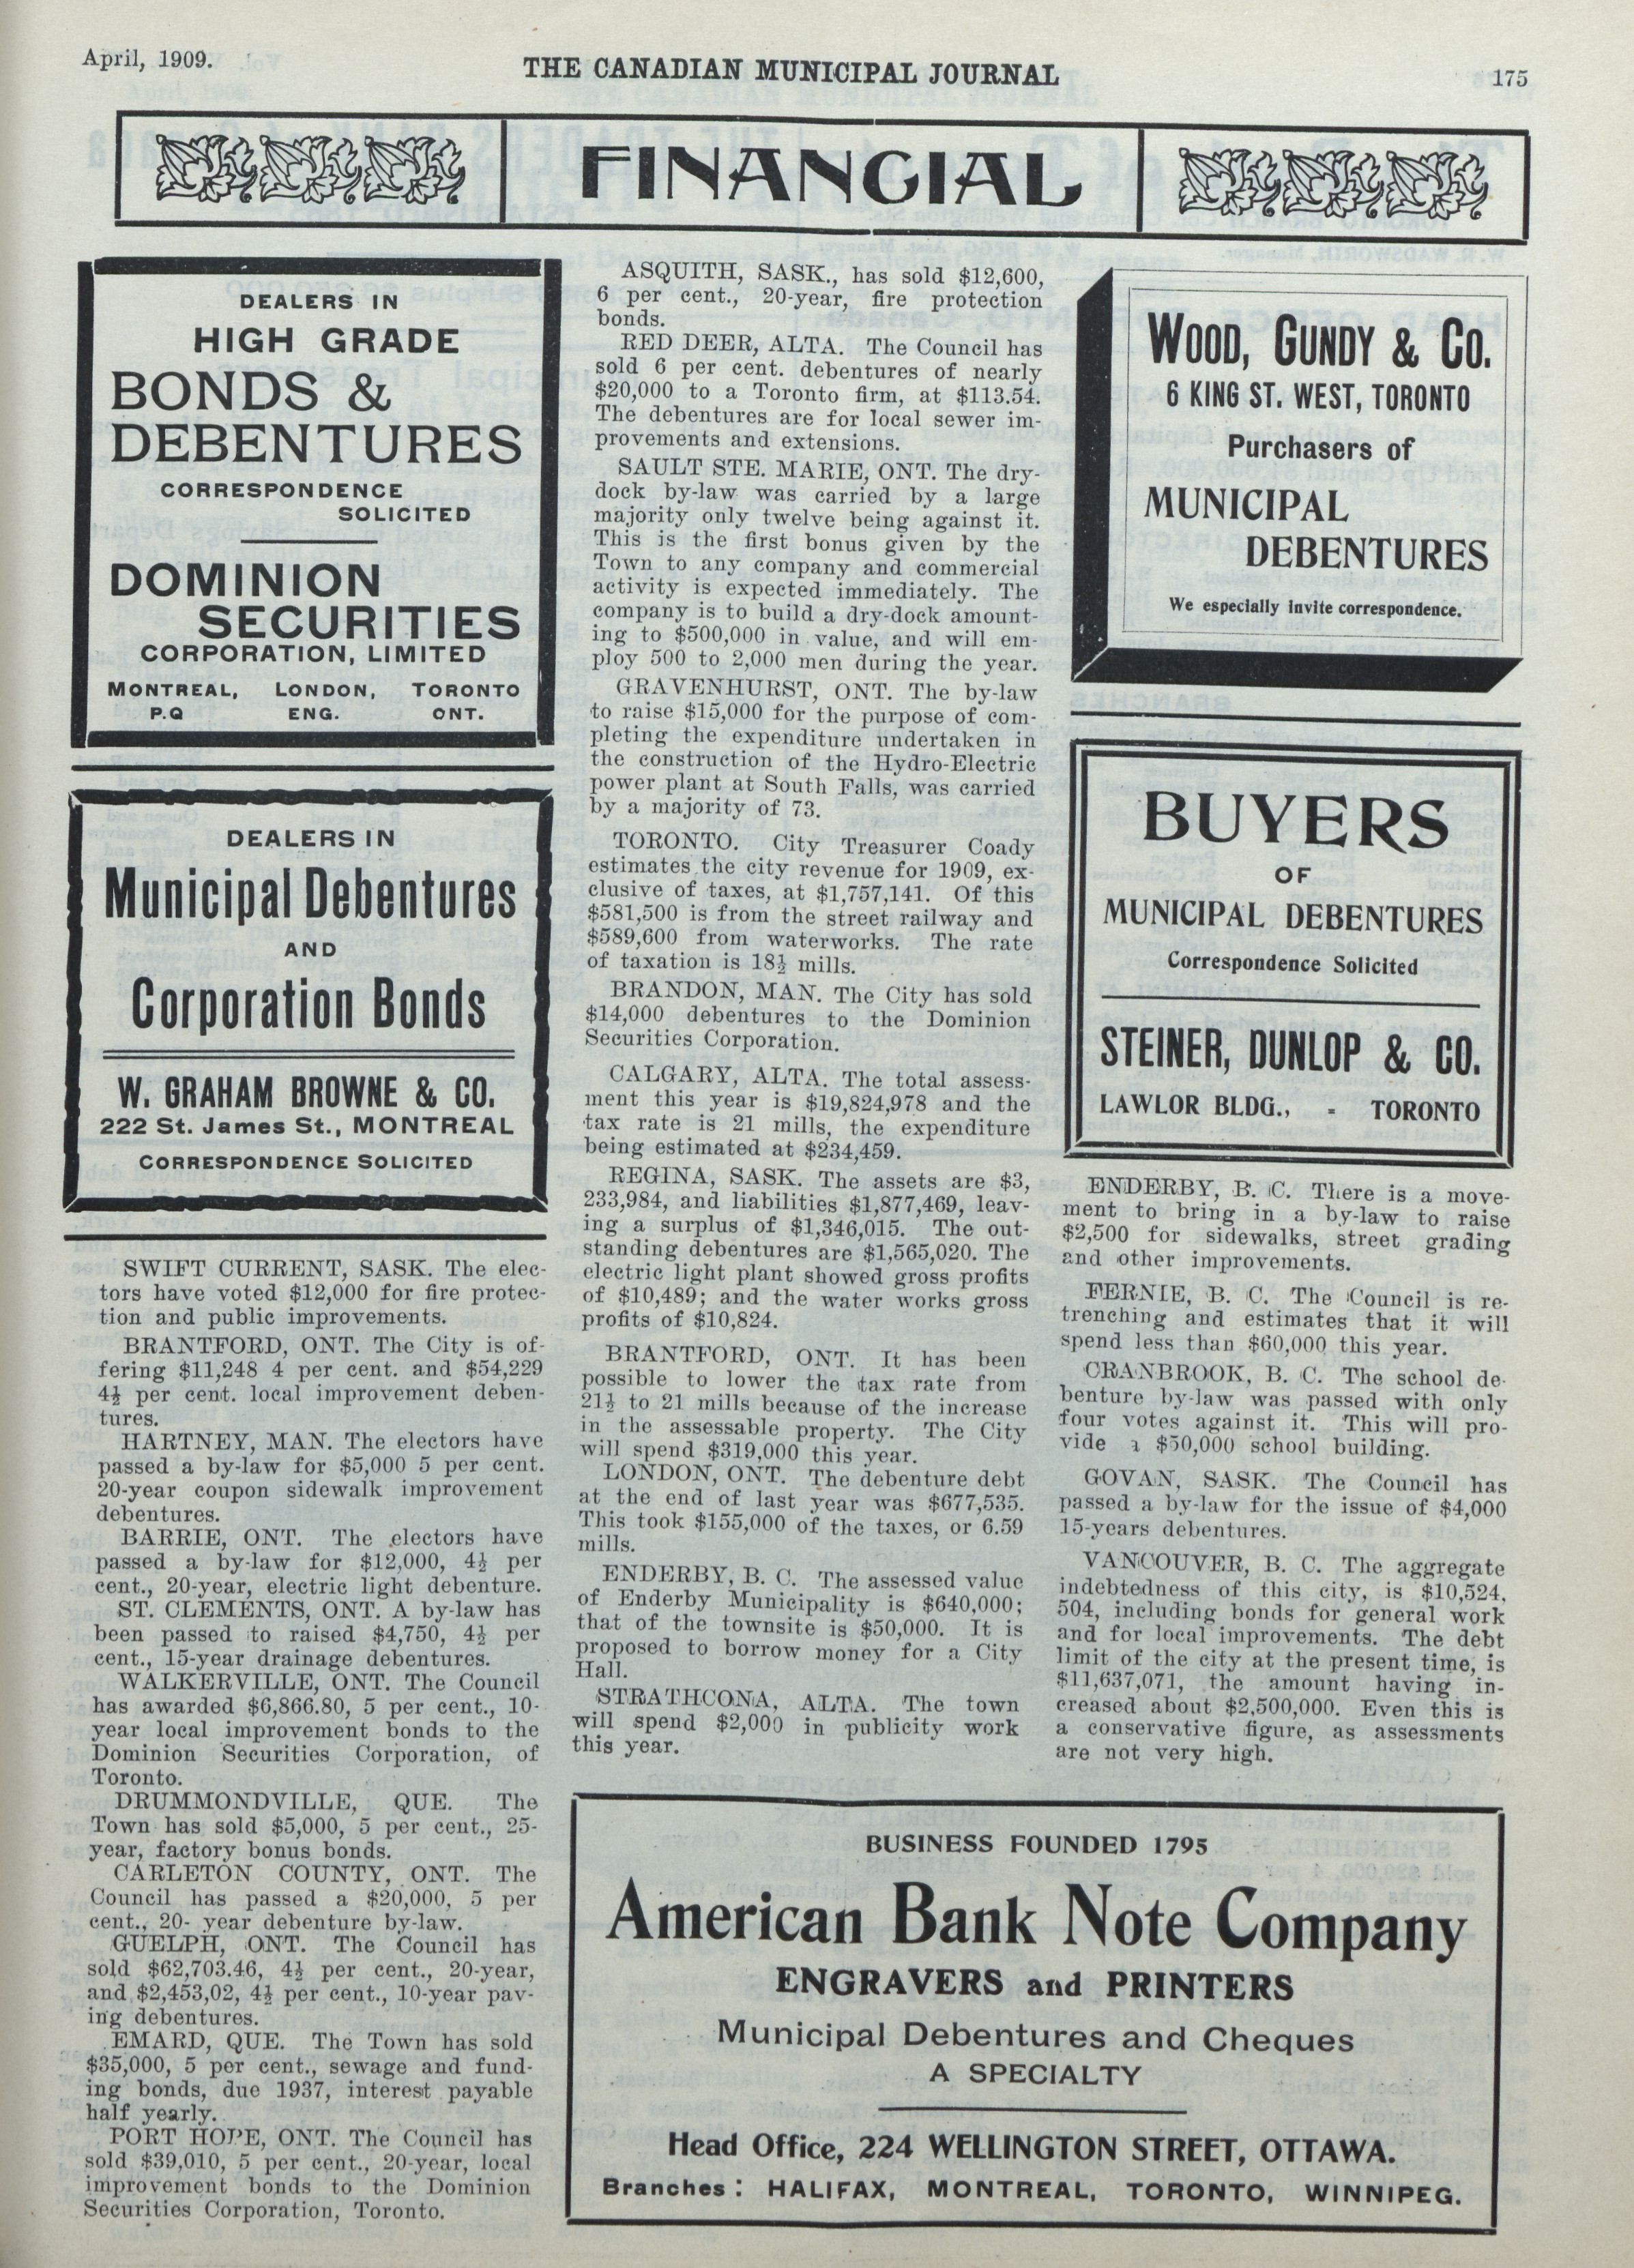 April, 1909.
THE CANADIAN MUNICIPAL JOURNAL
175
FINANCIAL
DEALERS IN
HIGH GRADE
BONDS &
DEBENTURES
CORRESPONDENCE
SOLICITED
DOMINION
SECURITIES
CORPORATION, LIMITED
MONTREAL, LONDON, TORONTO
P.Q ENG. ONT.
DEALERS IN
Municipal Debentures
AND
Corporation Bonds
W. GRAHAM BROWNE & CO.
222 St. James St., MONTREAL
CORRESPONDENCE SOLICITED
SWIFT CURRENT, SASK. The elec-
tors have voted $12,000 for fire protec-
tion and public improvements.
BRANTFORD, ONT. The City is of-
fering $11,248 4 per cent. and $54,229
4½ per cent. local improvement deben-
tures.
HARTNEY, MAN. The electors have
passed a by-law for $5,000 5 per cent.
20-year coupon sidewalk improvement
debentures.
BARRIE, ONT. The electors have
passed a by-law for $12,000, 4½ per
cent., 20-year, electric light debenture.
ST. CLEMENTS, ONT. A by-law has
been passed to raised $4,750, 4½ per
cent., 15-year drainage debentures.
WALKERVILLE, ONT. The Council
has awarded $6,866.80, 5 per cent., 10-
year local improvement bonds to the
Dominion Securities Corporation, of
Toronto.
DRUMMONDVILLE, QUE. The
Town has sold $5,000, 5 per cent., 25-
year, factory bonus bonds.
CARLETON COUNTY, ONT. The
Council has passed a $20,000, 5 per
cent., 20- year debenture by-law.
GUELPH, ONT. The Council has
sold $62,703.46, 4½ per cent., 20-year,
and $2,453,02, 4½ per cent., 10-year pav-
ing debentures.
EMARD, QUE. The Town has sold
$35,000, 5 per cent., sewage and fund-
ing bonds, due 1937, interest payable
half yearly.
PORT HOPE, ONT. The Council has
sold $39,010, 5 per cent., 20-year, local
improvement bonds to the Dominion
Securities Corporation, Toronto.
ASQUITH, SASK., has sold $12,600,
6 per cent., 20-year, fire protection
bonds.
RED DEER, ALTA. The Council has
sold 6 per cent. debentures of nearly
$20,000 to a Toronto firm, at $113.54.
The debentures are for local sewer im-
provements and extensions.
SAULT STE. MARIE, ONT. The dry-
dock by-law was carried by a large
majority only twelve being against it.
This is the first bonus given by the
Town to any company and commercial
activity is expected immediately. The
company is to build a dry-dock amount-
ing to $500,000 in value, and will em-
ploy 500 to 2,000 men during the year.
GRAVENHURST, ONT. The by-law
to raise $15,000 for the purpose of com-
pleting the expenditure undertaken in
the construction of the Hydro-Electric
power plant at South Falls, was carried
by a majority of 73.
TORONTO. City Treasurer Coady
estimates the city revenue for 1909, ex-
clusive of taxes, at $1,757,141. Of this
$581,500 is from the street railway and
$589,600 from waterworks. The rate
of taxation is 18½ mills.
BRANDON, MAN. The City has sold
$14,000 debentures to the Dominion
Securities Corporation.
CALGARY, ALTA. The total assess-
ment this year is $19,824,978 and the
tax rate is 21 mills, the expenditure
being estimated at $234,459.
REGINA, SASK. The assets are $3,
233,984, and liabilities $1,877,469, leav-
ing a surplus of $1,346,015. The out-
standing debentures are $1,565,020. The
electric light plant showed gross profits
of $10,489; and the water works gross
profits of $10,824.
BRANTFORD, ONT. It has been
possible to lower the tax rate from
21½ to 21 mills because of the increase
in the assessable property. The City
will spend $319,000 this year.
LONDON, ONT. The debenture debt
at the end of last year was $677,535.
This took $155,000 of the taxes, or 6.59
mills.
ENDERBY, B. C. The assessed value
of Enderby Municipality is $640,000;
that of the townsite is $50,000. It is
proposed to borrow money for a City
Hall.
STRATHCONA, ALTA. The town
will spend $2,000 in publicity work
this year.
WOOD, GUNDY & CO.
6 KING ST. WEST, TORONTO
Purchasers of
MUNICIPAL
DEBENTURES
We especially invite correspondence.
BUYERS
OF
MUNICIPAL DEBENTURES
Correspondence Solicited
STEINER, DUNLOP & CO.
LAWLOR BLDG., - TORONTO
ENDERBY, B. C. There is a move-
ment to bring in a by-law to raise
$2,500 for sidewalks, street grading
and other improvements.
FERNIE, B. C. The Council is re-
trenching and estimates that it will
spend less than $60,000 this year.
CRANBROOK, B. C. The school de-
benture by-law was passed with only
four votes against it. This will pro-
vide a $50,000 school building.
GOVAN, SASK. The Council has
passed a by-law for the issue of $4,000
15-years debentures.
VANCOUVER, B. C. The aggregate
indebtedness of this city, is $10,524,
504, including bonds for general work
and for local improvements. The debt
limit of the city at the present time, is
$11,637,071, the amount having in-
creased about $2,500,000. Even this is
a conservative figure, as assessments
are not very high.
BUSINESS FOUNDED 1795
American Bank Note Company
ENGRAVERS and PRINTERS
Municipal Debentures and Cheques
A SPECIALTY
Head Office, 224 WELLINGTON STREET, OTTAWA.
Branches: HALIFAX, MONTREAL, TORONTO, WINNIPEG.